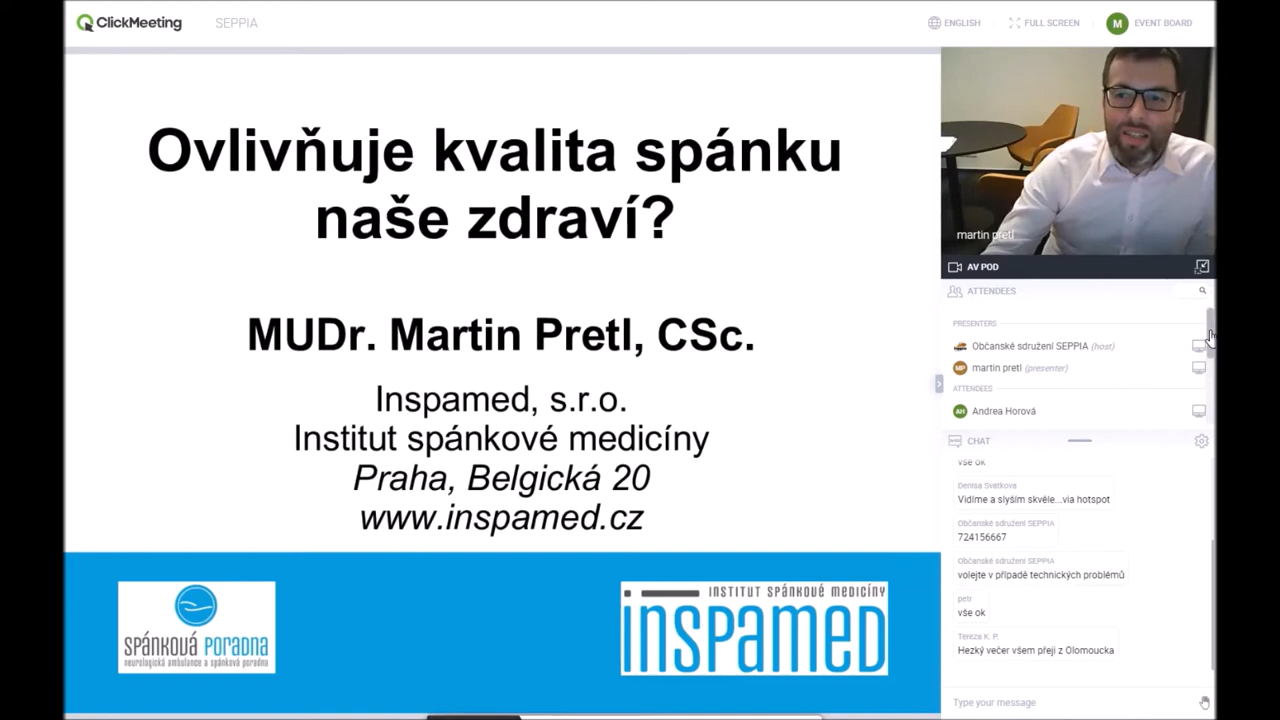 ClickMeeting
SEPPIA
ENGLISH
FULL SCREEN
M
EVENT BOARD
Ovlivňuje kvalita spánku
naše zdraví?
MUDr. Martin Pretl, CSc.
Inspamed, s.r.o.
Institut spánkové medicíny
Praha, Belgická 20
www.inspamed.cz
SPÁNKOVÁ PORADNA
neurologická ambulance a spánková poradna
INSTITUT SPÁNKOVÉ MEDICÍNY
inspamed
martin pretl
AV POD
ATTENDEES
PRESENTERS
Občanské sdružení SEPPIA (host)
MP martin pretl (presenter)
ATTENDEES
AH Andrea Horová
CHAT
vše ok
Denisa Svatkova
Vidíme a slyším skvěle...via hotspot
Občanské sdružení SEPPIA
724156667
Občanské sdružení SEPPIA
volejte v případě technických problémů
petr
vše ok
Tereza K. P.
Hezký večer všem přeji z Olomoucka
Type your message